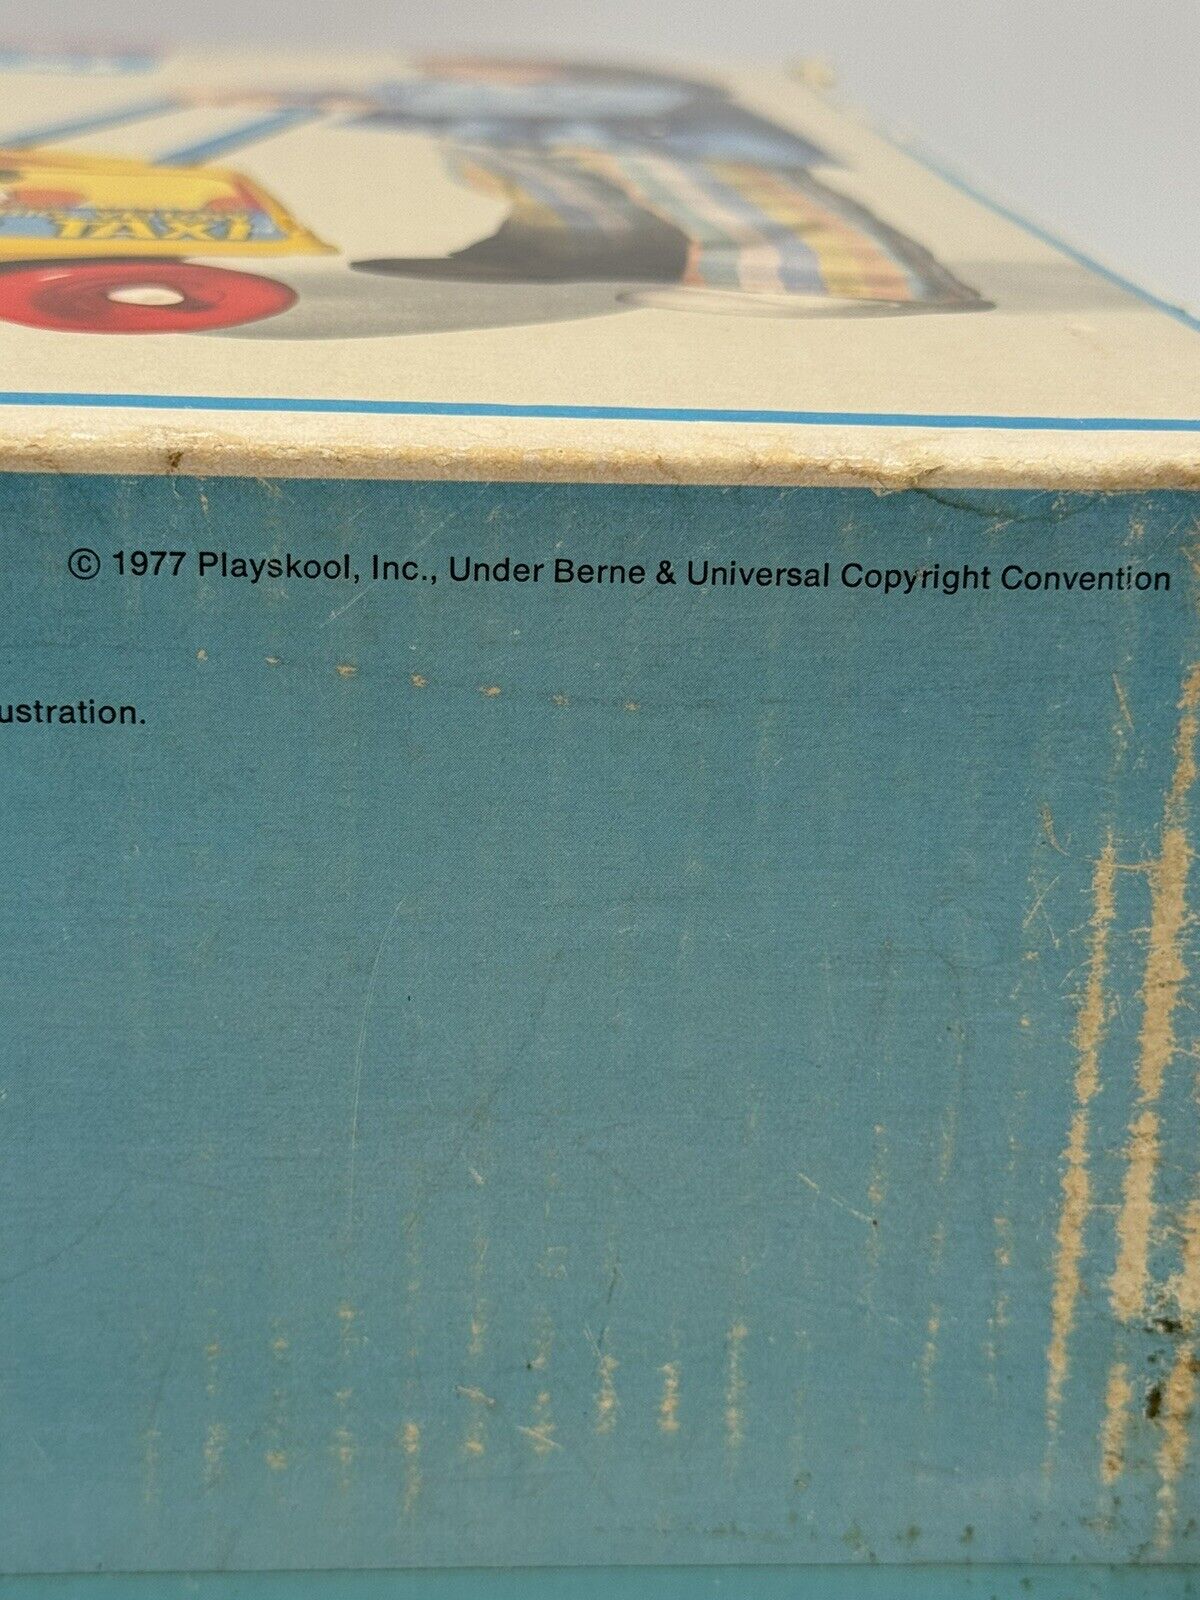 TAXI
© 1977 Playskool, Inc., Under Berne & Universal Copyright Convention
ustration.